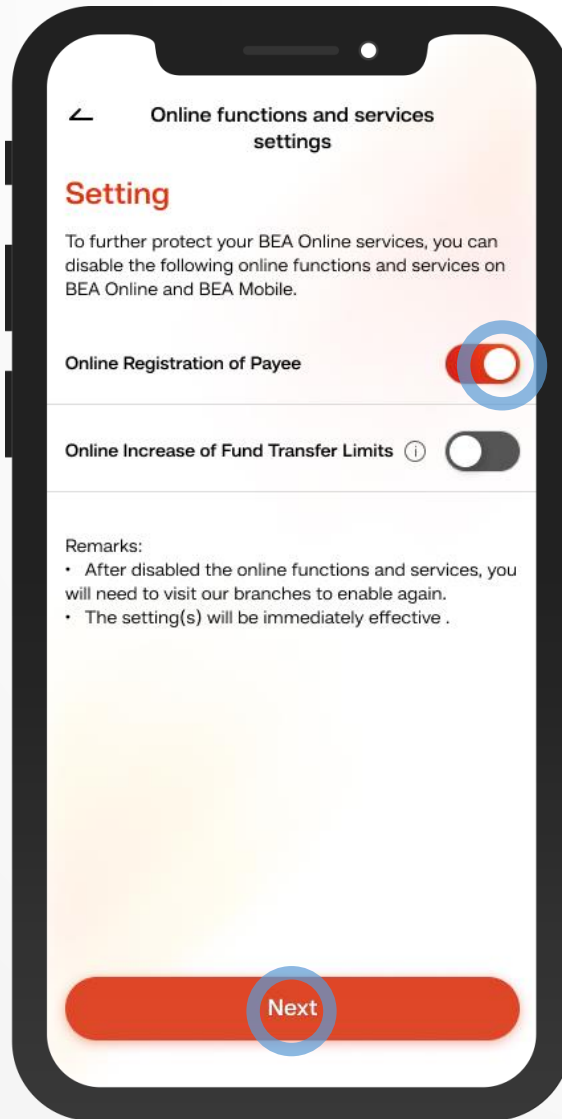 Online functions and services
settings
Setting
To further protect your BEA Online services, you can
disable the following online functions and services on
BEA Online and BEA Mobile.
Online Registration of Payee
Online Increase of Fund Transfer Limits ⓘ
Remarks:
• After disabled the online functions and services, you
will need to visit our branches to enable again.
• The setting(s) will be immediately effective .
Next